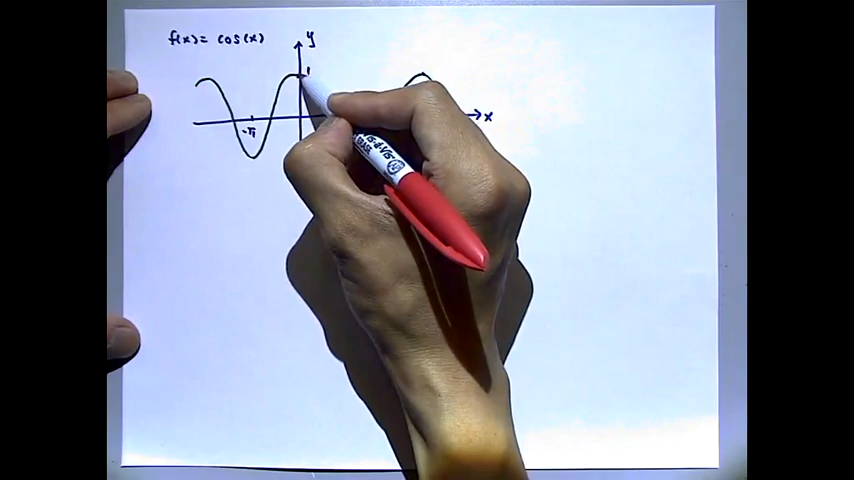 f(x) = cos(x)
y
1
x
-π